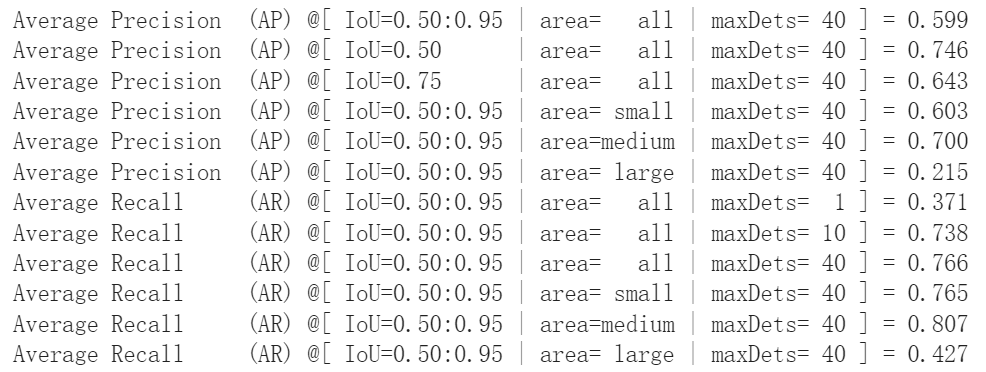 Average Precision  (AP) @[ IoU=0.50:0.95 | area=   all | maxDets= 40 ] = 0.599
Average Precision  (AP) @[ IoU=0.50      | area=   all | maxDets= 40 ] = 0.746
Average Precision  (AP) @[ IoU=0.75      | area=   all | maxDets= 40 ] = 0.643
Average Precision  (AP) @[ IoU=0.50:0.95 | area= small | maxDets= 40 ] = 0.603
Average Precision  (AP) @[ IoU=0.50:0.95 | area=medium | maxDets= 40 ] = 0.700
Average Precision  (AP) @[ IoU=0.50:0.95 | area= large | maxDets= 40 ] = 0.215
Average Recall     (AR) @[ IoU=0.50:0.95 | area=   all | maxDets=  1 ] = 0.371
Average Recall     (AR) @[ IoU=0.50:0.95 | area=   all | maxDets= 10 ] = 0.738
Average Recall     (AR) @[ IoU=0.50:0.95 | area=   all | maxDets= 40 ] = 0.766
Average Recall     (AR) @[ IoU=0.50:0.95 | area= small | maxDets= 40 ] = 0.765
Average Recall     (AR) @[ IoU=0.50:0.95 | area=medium | maxDets= 40 ] = 0.807
Average Recall     (AR) @[ IoU=0.50:0.95 | area= large | maxDets= 40 ] = 0.427